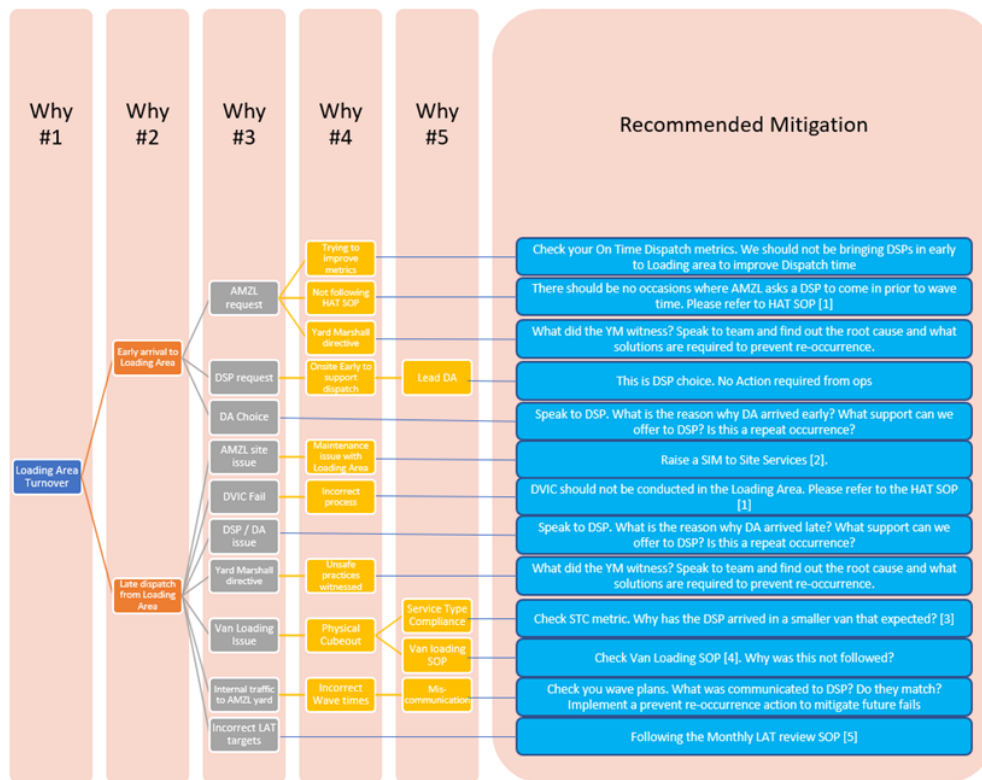 Why
#1
Why
#2
Why
#3
Why
#4
Why
#5
Recommended Mitigation
Loading Area
Turnover
Early arrival to
Loading Area
Late dispatch
from Loading
Area
AMZL
request
DSP request
DA Choice
AMZL site
issue
DVIC Fail
DSP / DA
issue
Yard Marshall
directive
Van Loading
Issue
Internal traffic
to AMZL yard
Incorrect LAT
targets
Trying to
improve
metrics
Not following
HAT SOP
Yard Marshall
directive
Onsite Early to
support
dispatch
Maintenance
issue with
Loading Area
Incorrect
process
Unsafe
practices
witnessed
Physical
Cubeout
Incorrect
Wave times
Lead DA
Service Type
Compliance
Van loading
SOP
Mis-
communication
Check your On Time Dispatch metrics. We should not be bringing DSPs in early
to Loading area to improve Dispatch time
There should be no occasions where AMZL asks a DSP to come in prior to wave
time. Please refer to HAT SOP [1]
What did the YM witness? Speak to team and find out the root cause and what
solutions are required to prevent re-occurrence.
This is DSP choice. No Action required from ops
Speak to DSP. What is the reason why DA arrived early? What support can we
offer to DSP? Is this a repeat occurrence?
Raise a SIM to Site Services [2].
DVIC should not be conducted in the Loading Area. Please refer to the HAT SOP
[1]
Speak to DSP. What is the reason why DA arrived late? What support can we
offer to DSP? Is this a repeat occurrence?
What did the YM witness? Speak to team and find out the root cause and what
solutions are required to prevent re-occurrence.
Check STC metric. Why has the DSP arrived in a smaller van that expected? [3]
Check Van Loading SOP [4]. Why was this not followed?
Check you wave plans. What was communicated to DSP? Do they match?
Implement a prevent re-occurrence action to mitigate future fails
Following the Monthly LAT review SOP [5]